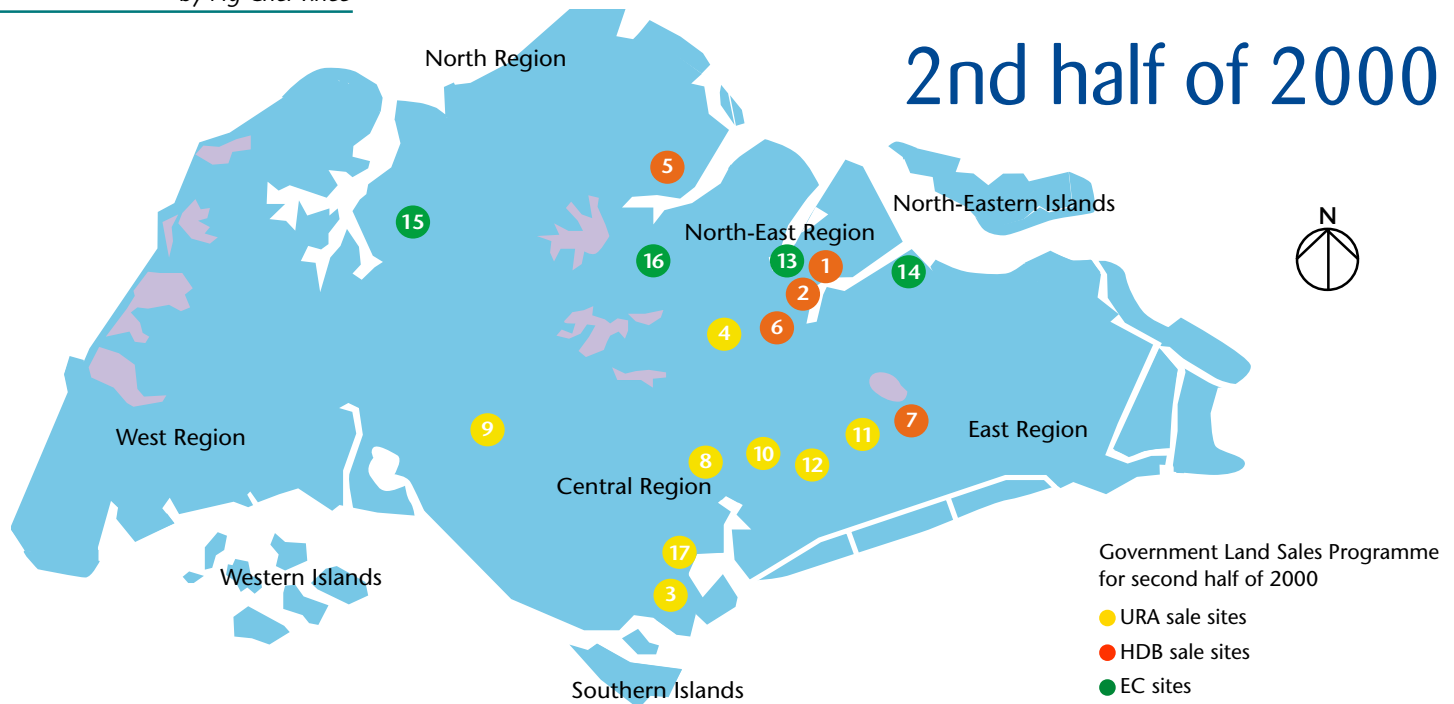 2nd half of 2000
North Region
5
North-Eastern Islands
15
North-East Region
N
16
13
1
14
2
4
6
7
West Region
9
11
East Region
8
10
12
Central Region
17
Western Islands
3
Southern Islands
Government Land Sales Programme
for second half of 2000
URA sale sites
HDB sale sites
EC sites